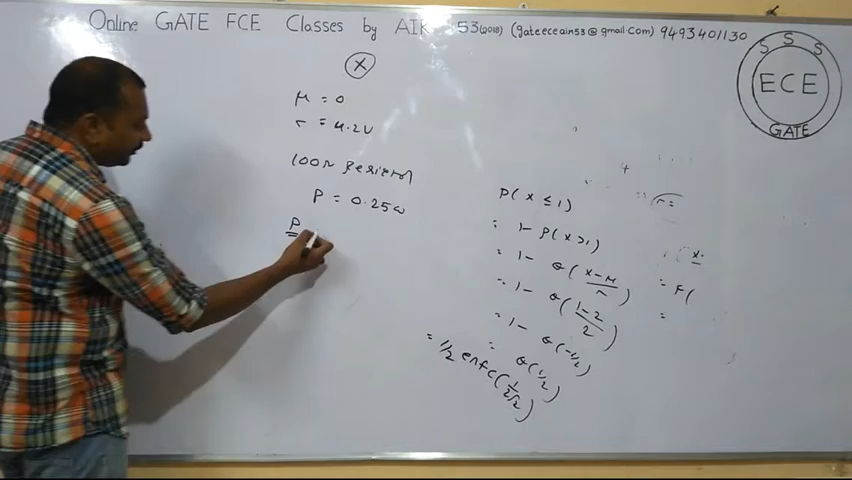 Online GATE ECE Classes by AIR 53(2018) (gateeceair53@gmail.com) 9493401130
SSS
ECE
GATE
X
μ = 0
σ = 4.2V
100Ω resistor
P = 0.25W
P
P(x ≤ 1)
= 1- P(x>1)
= 1- Q(x-μ/σ)
= 1- Q(1-2/2)
= 1- Q(-1/2)
= Q(1/2)
= 1/2 erfc(1/2√2)
σ=
x-
= F(
=